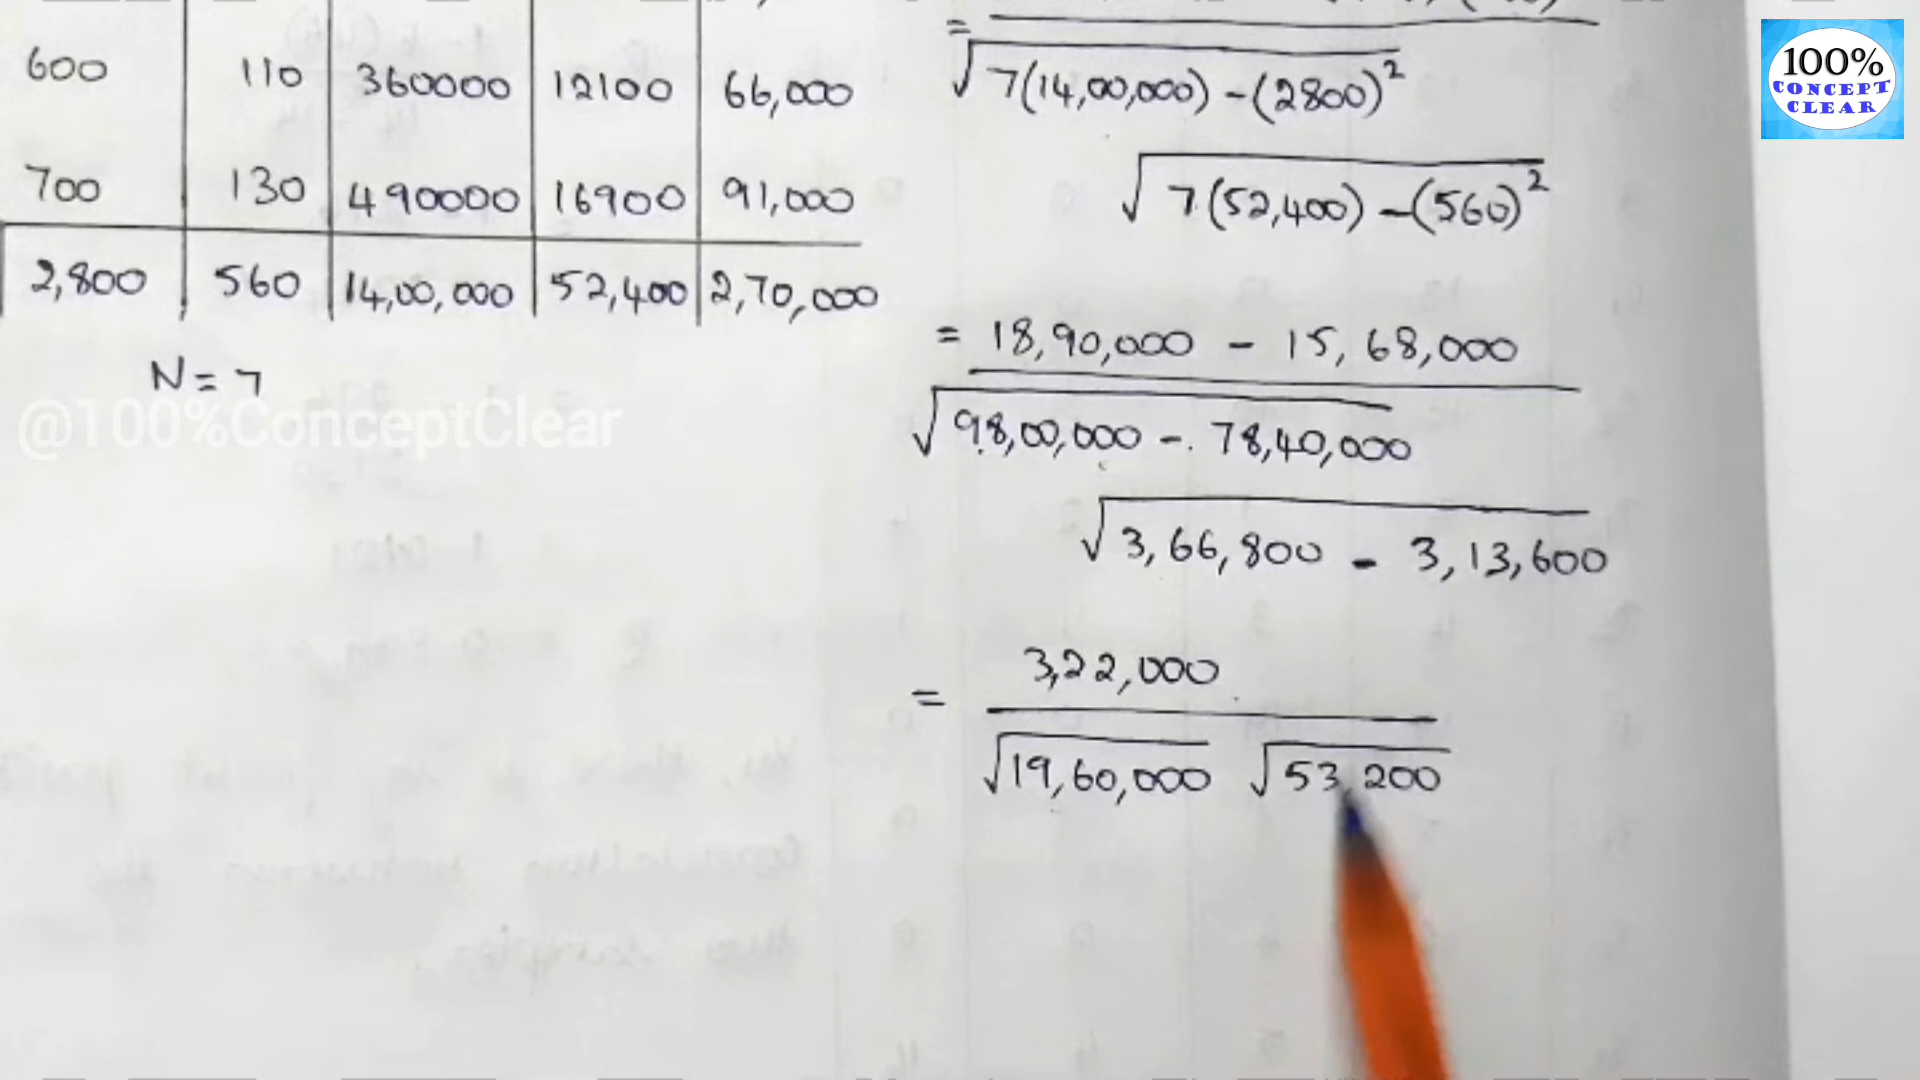 600 110 360000 12100 66,000
700 130 490000 16900 91,000
2,800 560 14,00,000 52,400 2,70,000
N = 7
@100%ConceptClear
=
√7(14,00,000) - (2800)²
√7(52,400) - (560)²
= 18,90,000 - 15,68,000
√98,00,000 - 78,40,000
√3,66,800 - 3,13,600
= 3,22,000
√19,60,000 √53,200
100%
CONCEPT
CLEAR